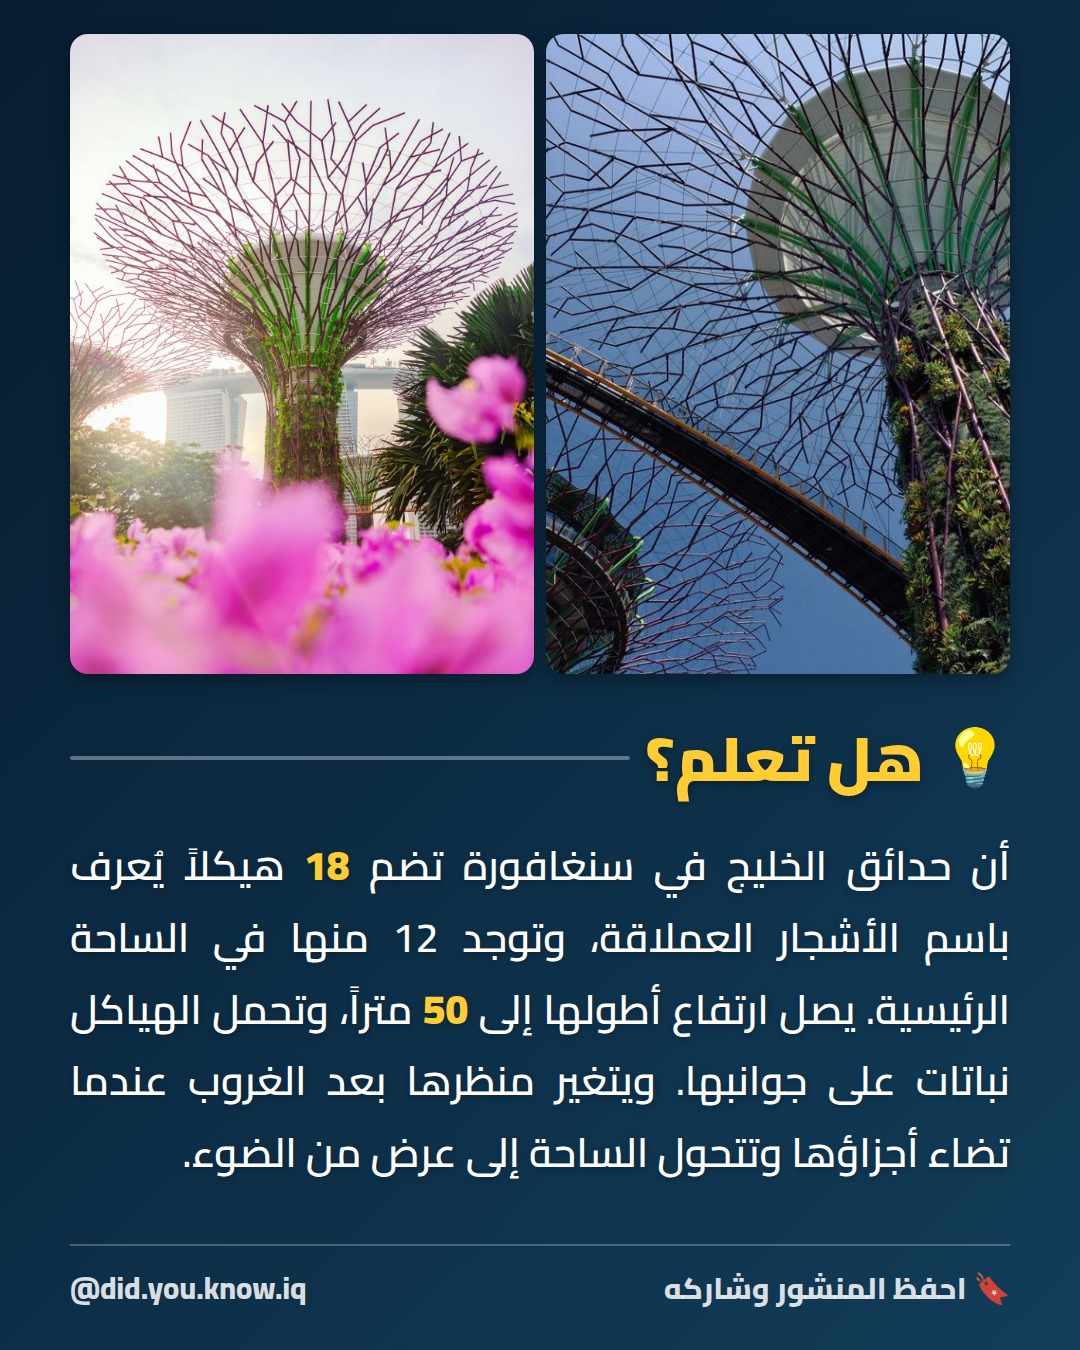 💡 هل تعلم؟
أن حدائق الخليج في سنغافورة تضم 18 هيكلاً يُعرف
باسم الأشجار العملاقة، وتوجد 12 منها في الساحة
الرئيسية. يصل ارتفاع أطولها إلى 50 متراً، وتحمل الهياكل
نباتات على جوانبها. ويتغير منظرها بعد الغروب عندما
تضاء أجزاؤها وتتحول الساحة إلى عرض من الضوء.
🔖 احفظ المنشور وشاركه
@did.you.know.iq